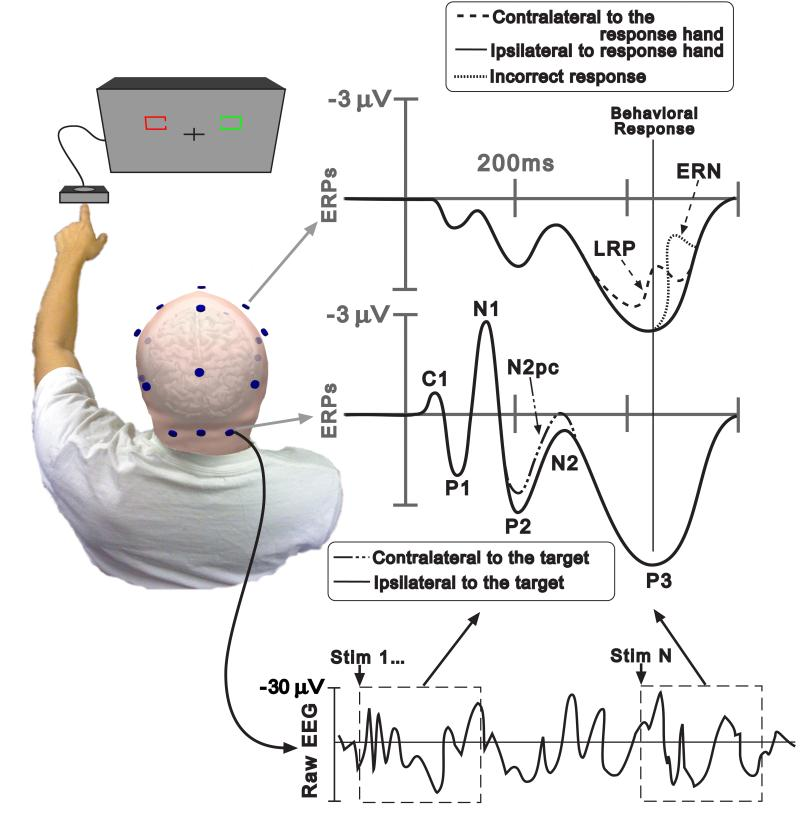 Contralateral to the
response hand
Ipsilateral to response hand
Incorrect response
-3 µV
Behavioral
Response
200ms
ERN
ERPs
LRP
-3 µV
N1
N2pc
C1
ERPs
N2
P1
P2
Contralateral to the target
Ipsilateral to the target
P3
Stim 1...
Stim N
-30 µV
Raw EEG